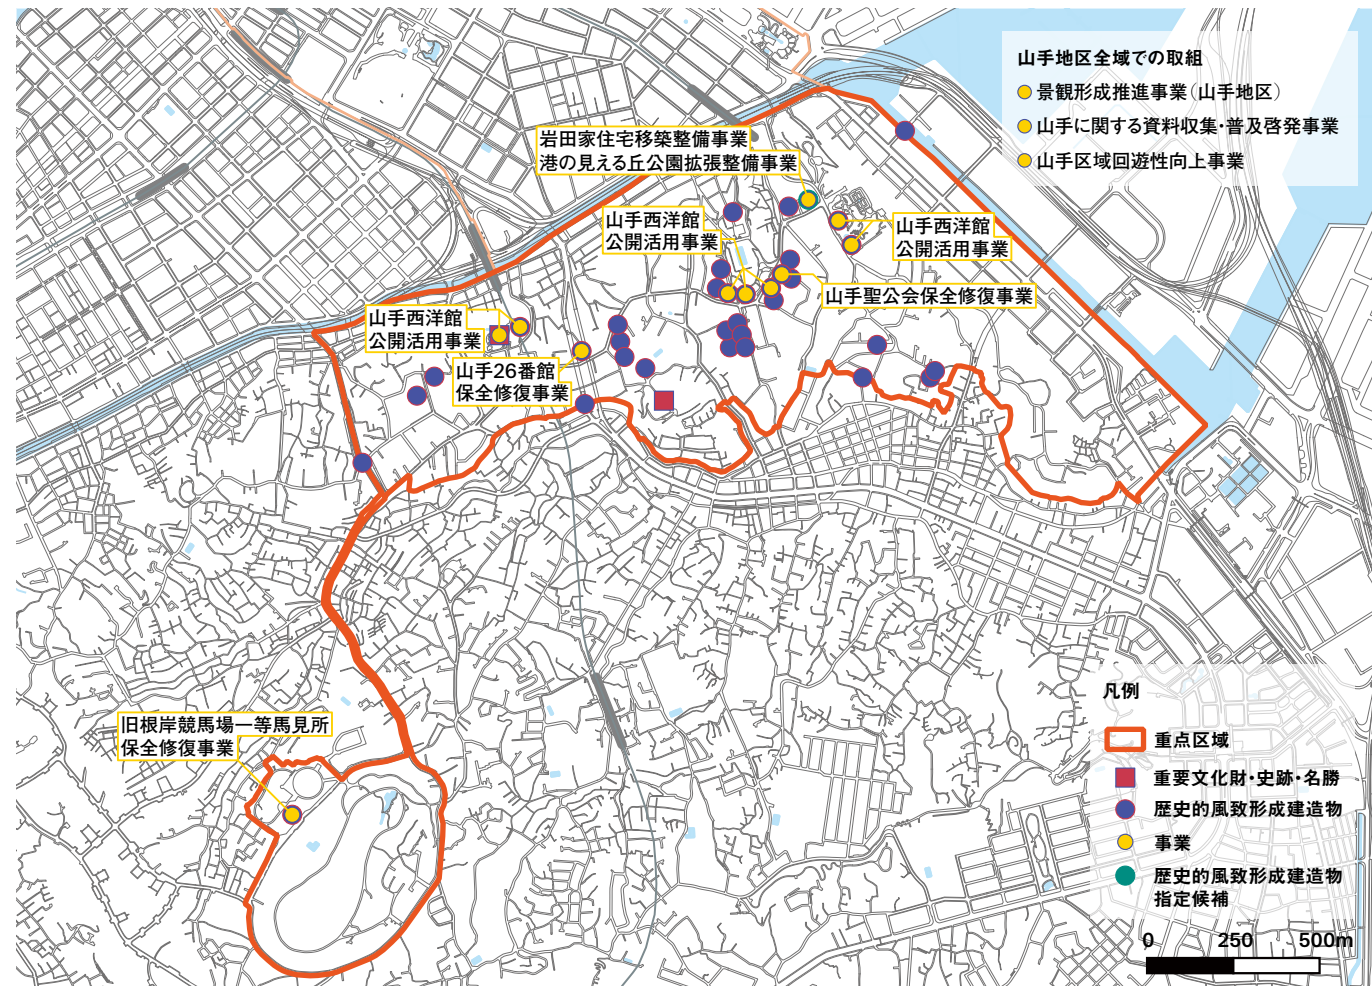 山手地区全域での取組
景観形成推進事業（山手地区）
山手に関する資料収集・普及啓発事業
山手区域回遊性向上事業
岩田家住宅移築整備事業
港の見える丘公園拡張整備事業
山手西洋館
公開活用事業
山手西洋館
公開活用事業
山手聖公会保全修復事業
山手西洋館
公開活用事業
山手26番館
保全修復事業
旧根岸競馬場一等馬見所
保全修復事業
凡例
重点区域
重要文化財・史跡・名勝
歴史的風致形成建造物
事業
歴史的風致形成建造物
指定候補
0 250 500m